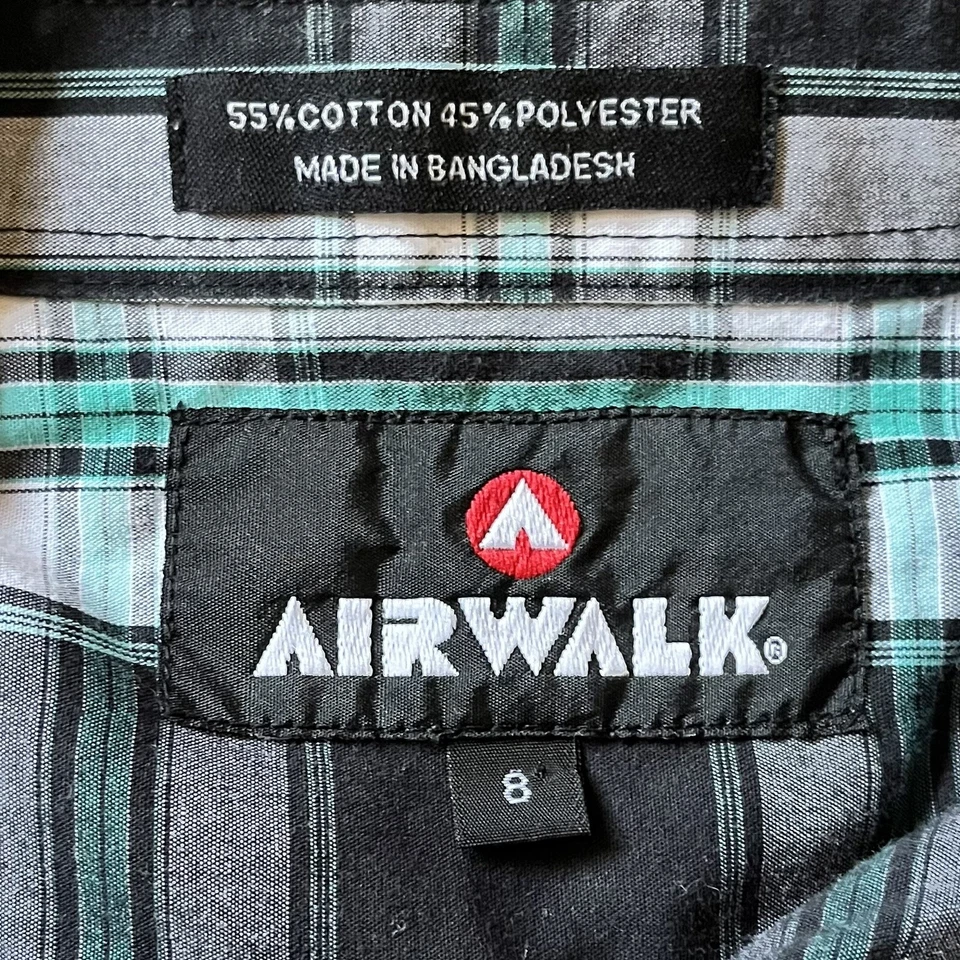 55% COTTON 45% POLYESTER
MADE IN BANGLADESH
AIRWALK®
8